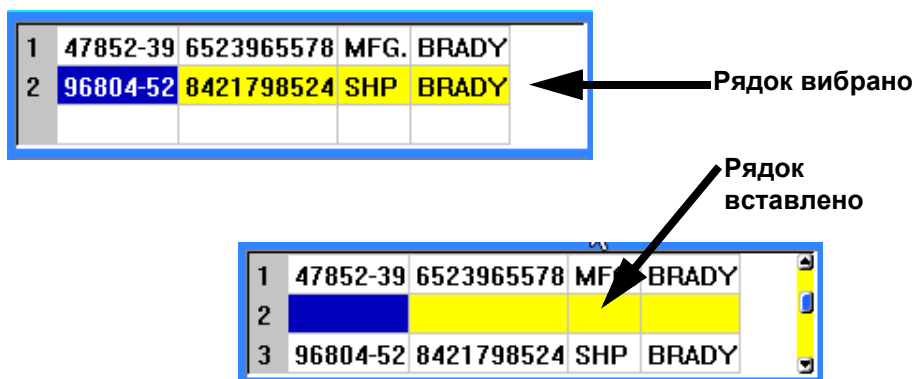 1 47852-39 6523965578 MFG. BRADY
2 96804-52 8421798524 SHP BRADY
Рядок вибрано
Рядок
вставлено
1 47852-39 6523965578 BRADY
2
3 96804-52 8421798524 SHP BRADY